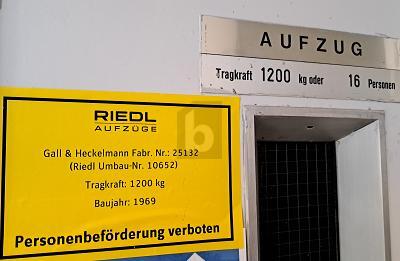 AUFZUG
Tragkraft 1200 kg oder 16 Personen
RIEDL
AUFZÜGE
Gall & Heckelmann Fabr. Nr.: 25132
(Riedl Umbau-Nr. 10652)
Tragkraft: 1200 kg
Baujahr: 1969
Personenbeförderung verboten
b